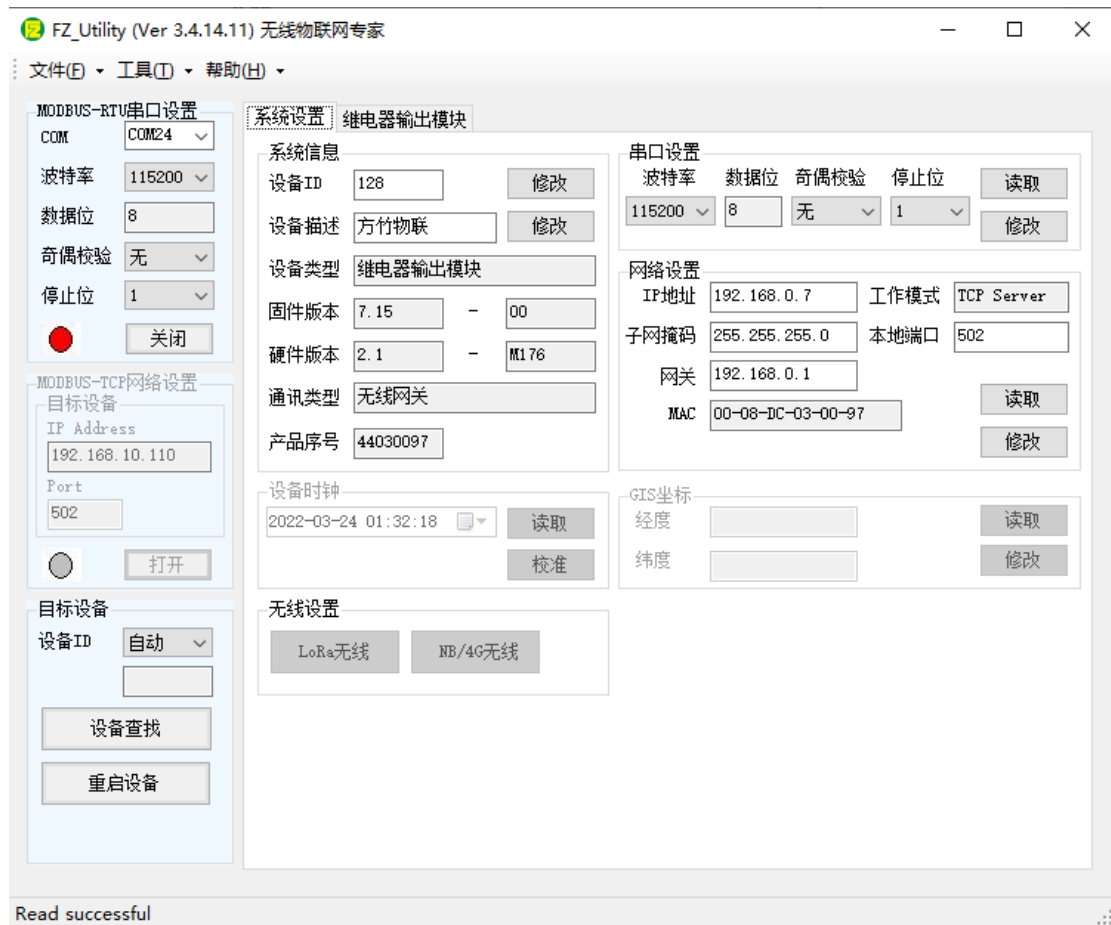 FZ_Utility (Ver 3.4.14.11) 无线物联网专家
文件(F) 工具(T) 帮助(H)
MODBUS-RTU串口设置
COM COM24
波特率 115200
数据位 8
奇偶校验 无
停止位 1
关闭
MODBUS-TCP网络设置
目标设备
IP Address
192.168.10.110
Port
502
打开
目标设备
设备ID 自动
设备查找
重启设备
系统设置 继电器输出模块
系统信息
设备ID 128 修改
设备描述 方竹物联 修改
设备类型 继电器输出模块
固件版本 7.15 - 00
硬件版本 2.1 - M176
通讯类型 无线网关
产品序号 44030097
设备时钟
2022-03-24 01:32:18 读取
校准
无线设置
LoRa无线 NB/4G无线
串口设置
波特率 数据位 奇偶校验 停止位 读取
115200 8 无 1 修改
网络设置
IP地址 192.168.0.7 工作模式 TCP Server
子网掩码 255.255.255.0 本地端口 502
网关 192.168.0.1 读取
MAC 00-08-DC-03-00-97
修改
GIS坐标
经度 读取
纬度 修改
Read successful